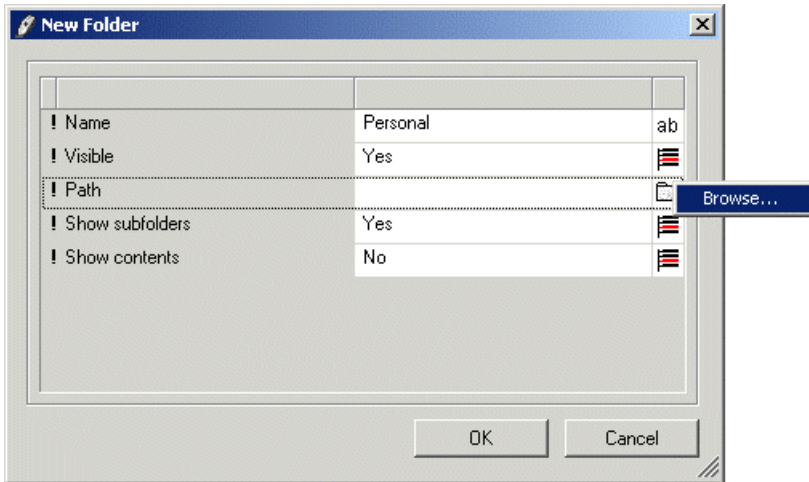 New Folder
! Name Personal ab
! Visible Yes
! Path
Browse...
! Show subfolders Yes
! Show contents No
OK Cancel